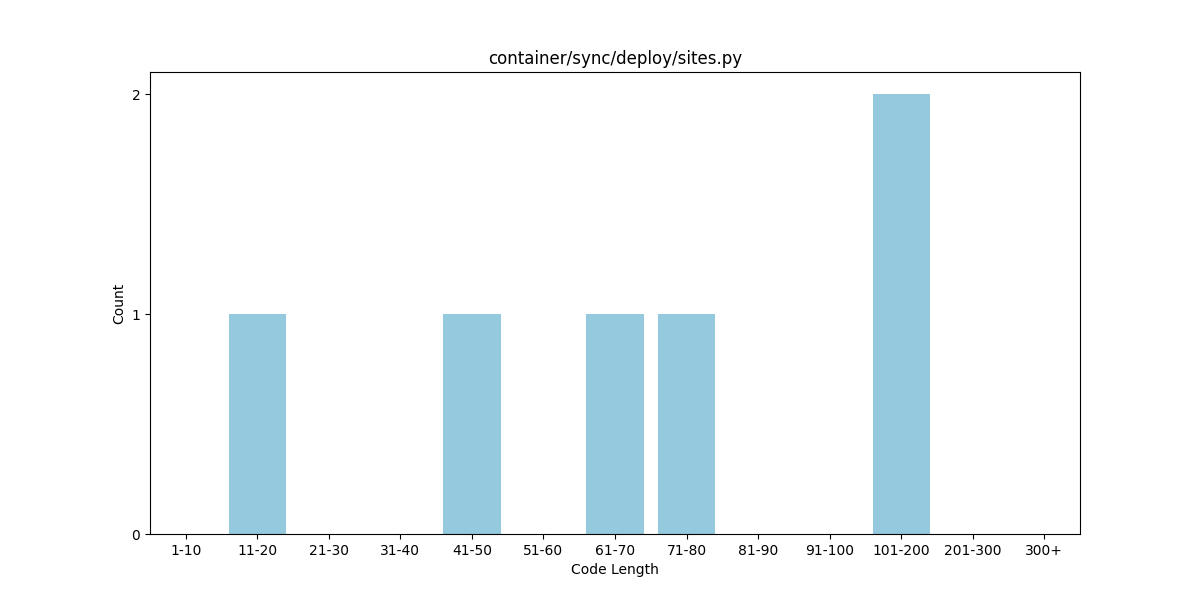 container/sync/deploy/sites.py
2
1
0
Count
1-10 11-20 21-30 31-40 41-50 51-60 61-70 71-80 81-90 91-100 101-200 201-300 300+
Code Length